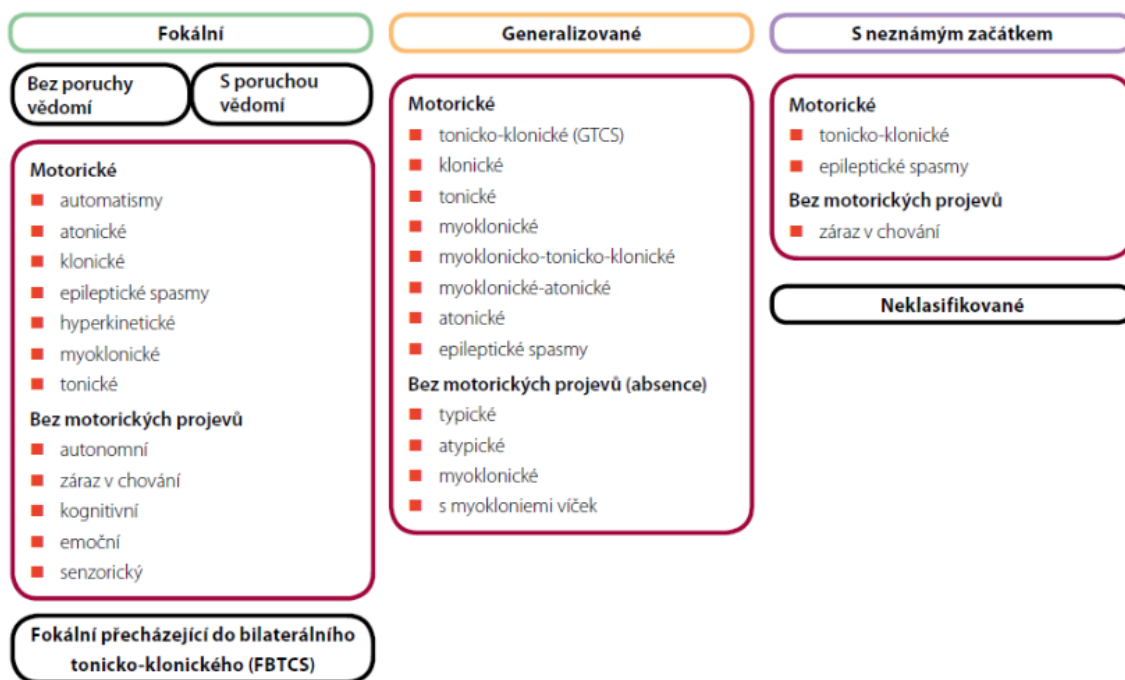 Fokální
Bez poruchy
vědomí
S poruchou
vědomí
Motorické
automatismy
atonické
klonické
epileptické spasmy
hyperkinetické
myoklonické
tonické
Bez motorických projevů
autonomní
záraz v chování
kognitivní
emoční
senzorický
Fokální přecházející do bilaterálního
tonicko-klonického (FBTCS)
Generalizované
Motorické
tonicko-klonické (GTCS)
klonické
tonické
myoklonické
myoklonicko-tonicko-klonické
myoklonické-atonické
atonické
epileptické spasmy
Bez motorických projevů (absence)
typické
atypické
myoklonické
s myokloniemi víček
S neznámým začátkem
Motorické
tonicko-klonické
epileptické spasmy
Bez motorických projevů
záraz v chování
Neklasifikované